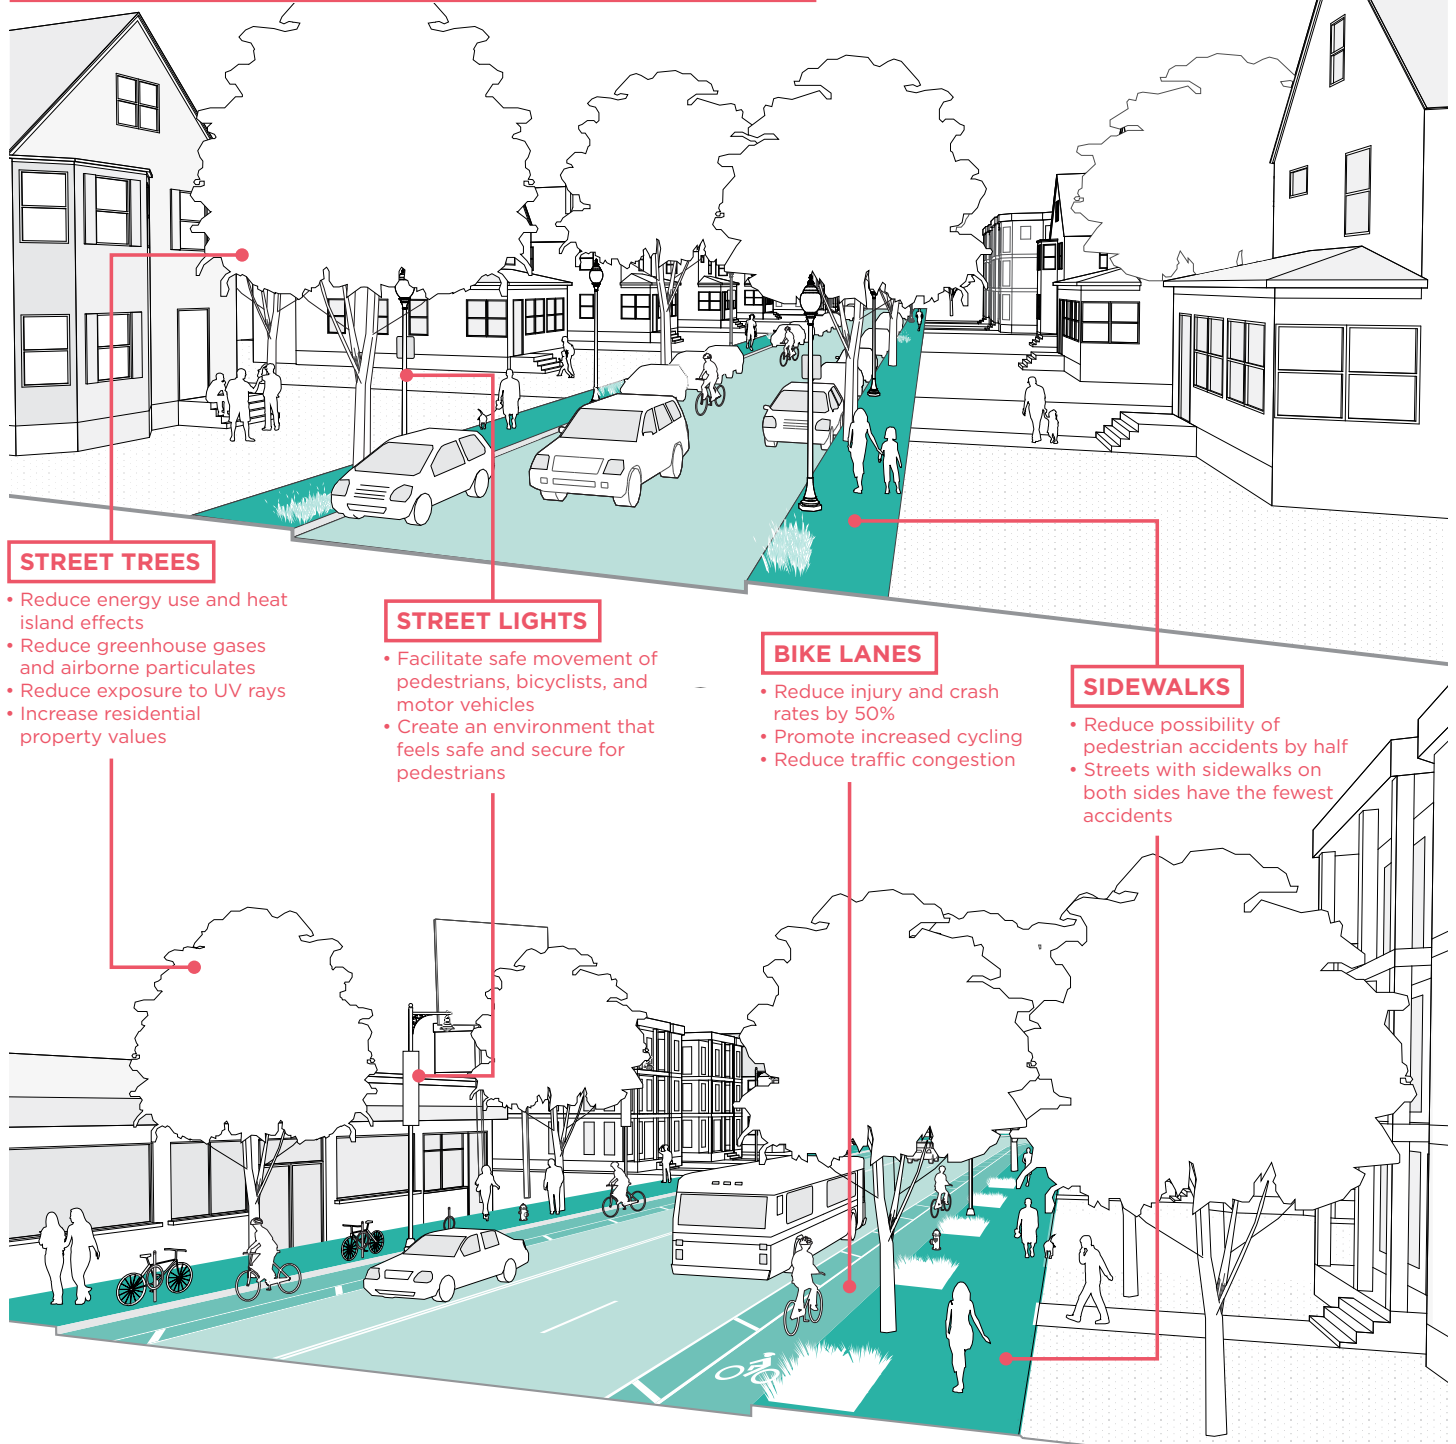 STREET TREES
• Reduce energy use and heat
island effects
• Reduce greenhouse gases
and airborne particulates
• Reduce exposure to UV rays
• Increase residential
property values
STREET LIGHTS
• Facilitate safe movement of
pedestrians, bicyclists, and
motor vehicles
• Create an environment that
feels safe and secure for
pedestrians
BIKE LANES
• Reduce injury and crash
rates by 50%
• Promote increased cycling
• Reduce traffic congestion
SIDEWALKS
• Reduce possibility of
pedestrian accidents by half
• Streets with sidewalks on
both sides have the fewest
accidents